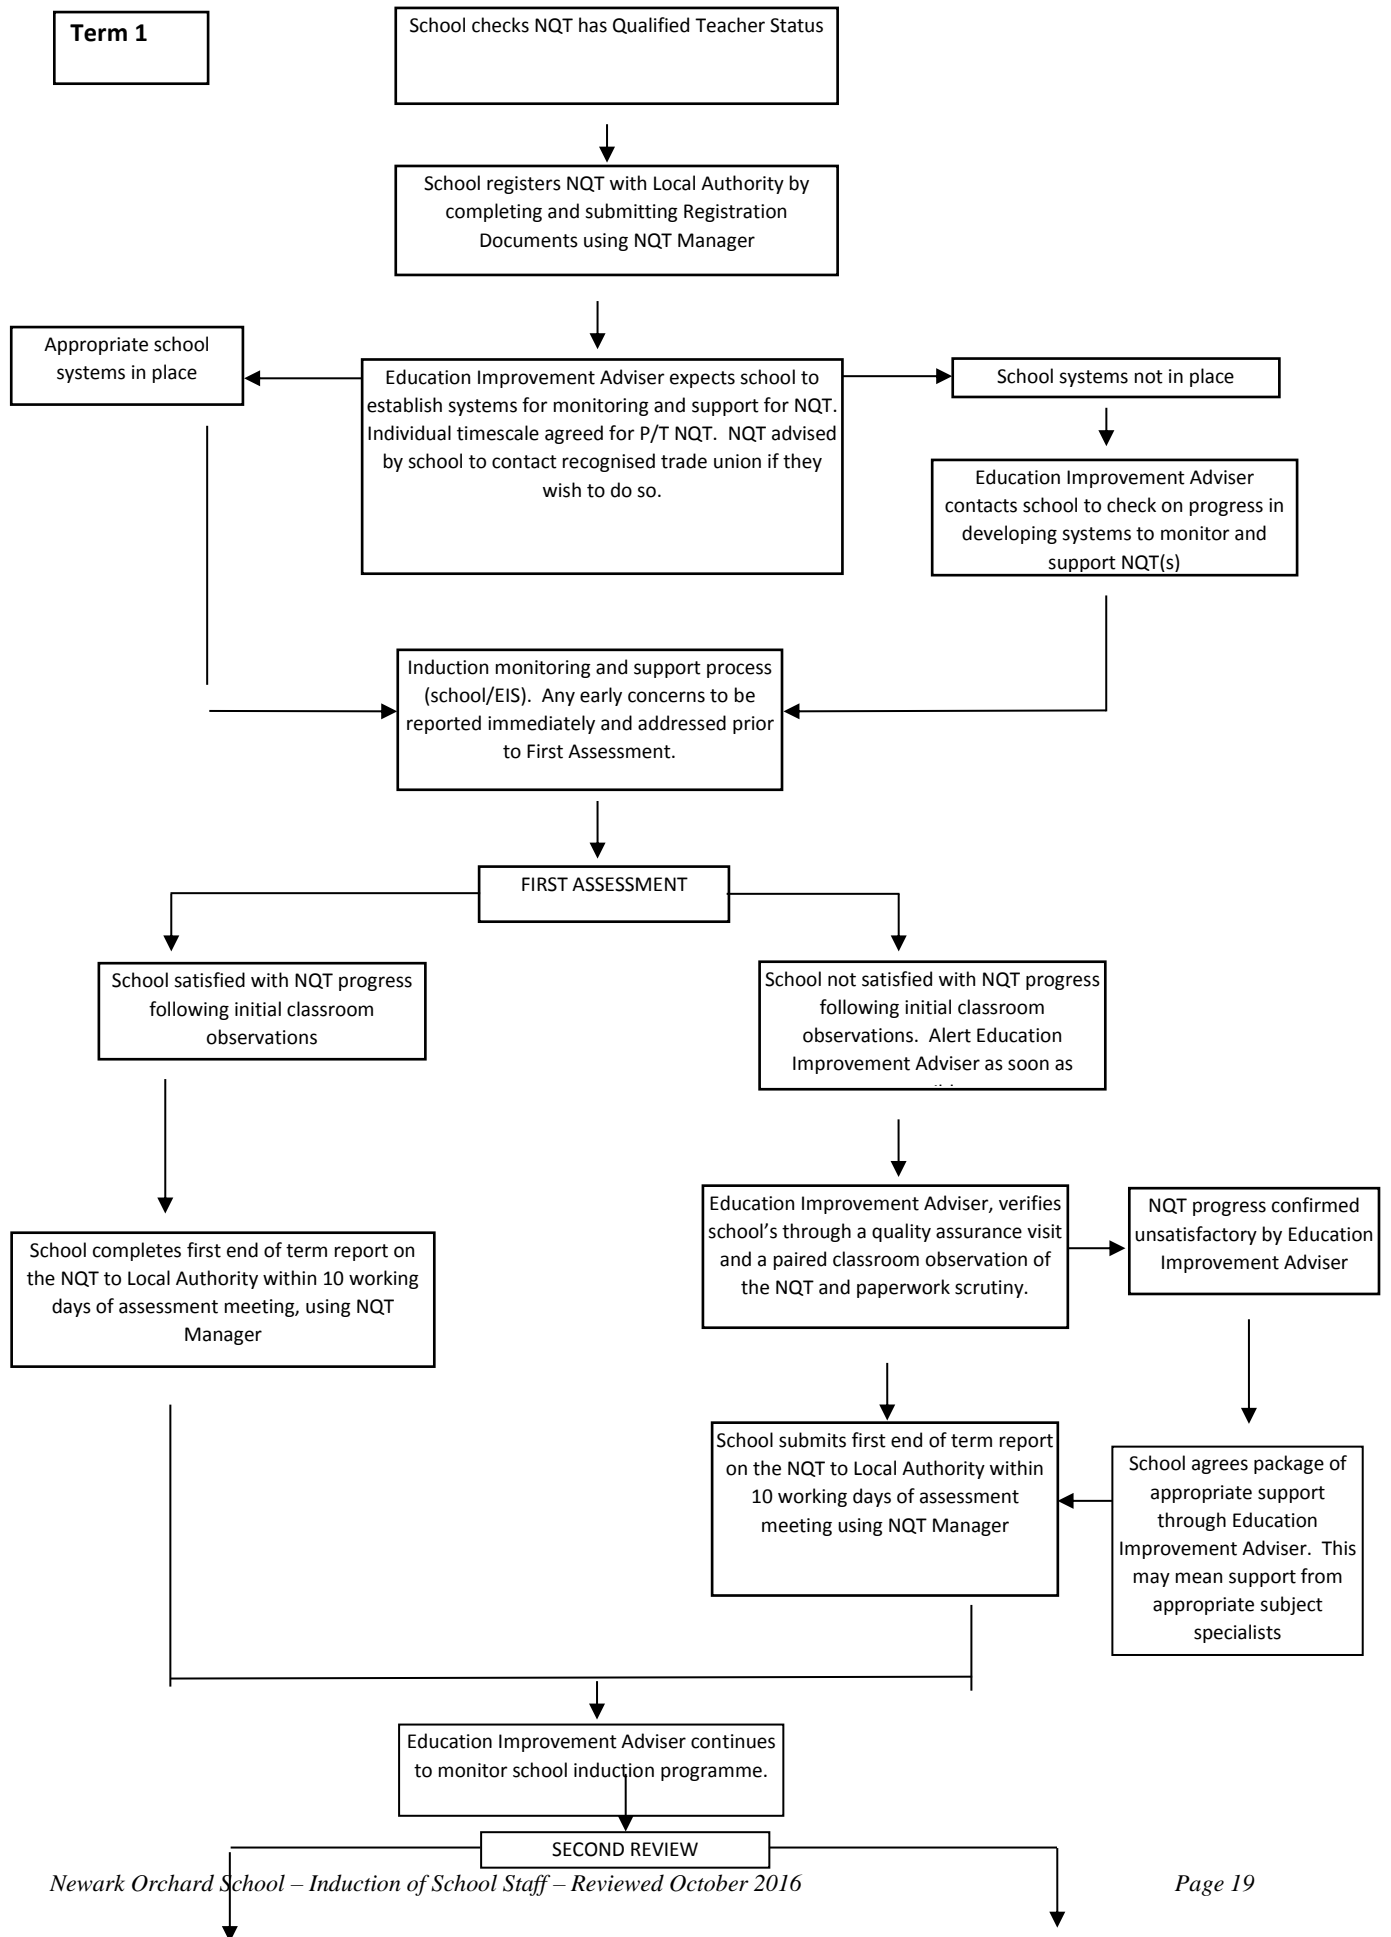 Term 1
School checks NQT has Qualified Teacher Status
School registers NQT with Local Authority by
completing and submitting Registration
Documents using NQT Manager
Appropriate school
systems in place
Education Improvement Adviser expects school to
establish systems for monitoring and support for NQT.
Individual timescale agreed for P/T NQT.  NQT advised
by school to contact recognised trade union if they
wish to do so.
School systems not in place
Education Improvement Adviser
contacts school to check on progress in
developing systems to monitor and
support NQT(s)
Induction monitoring and support process
(school/EIS).  Any early concerns to be
reported immediately and addressed prior
to First Assessment.
FIRST ASSESSMENT
School satisfied with NQT progress
following initial classroom
observations
School not satisfied with NQT progress
following initial classroom
observations.  Alert Education
Improvement Adviser as soon as
School completes first end of term report on
the NQT to Local Authority within 10 working
days of assessment meeting, using NQT
Manager
Education Improvement Adviser, verifies
school's through a quality assurance visit
and a paired classroom observation of
the NQT and paperwork scrutiny.
NQT progress confirmed
unsatisfactory by Education
Improvement Adviser
School submits first end of term report
on the NQT to Local Authority within
10 working days of assessment
meeting using NQT Manager
School agrees package of
appropriate support
through Education
Improvement Adviser.  This
may mean support from
appropriate subject
specialists
Education Improvement Adviser continues
to monitor school induction programme.
SECOND REVIEW
Newark Orchard School – Induction of School Staff – Reviewed October 2016 Page 19